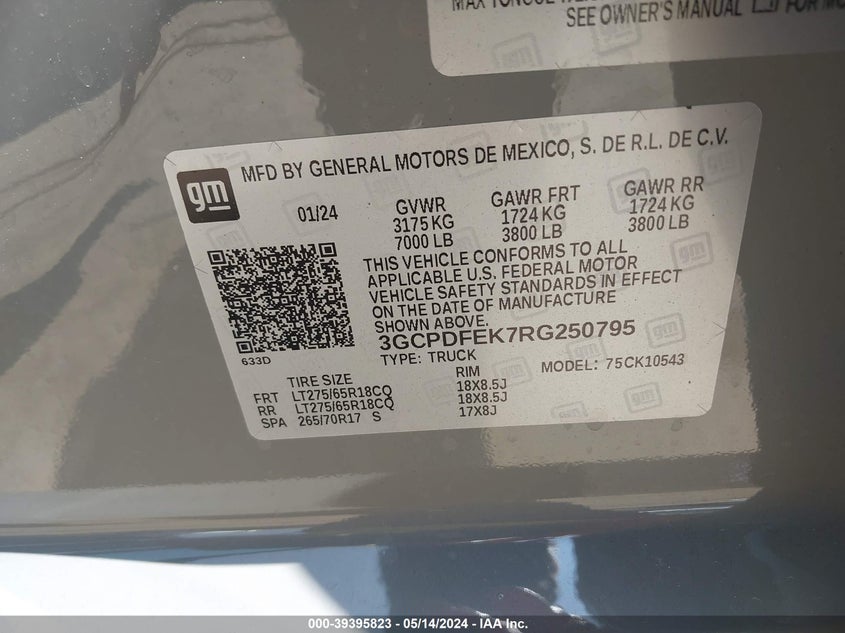 SEE OWNER'S MANUAL
MFD BY GENERAL MOTORS DE MEXICO, S. DE R.L. DE C.V.
gm
01/24
GVWR
3175 KG
7000 LB
GAWR FRT
1724 KG
3800 LB
GAWR RR
1724 KG
3800 LB
THIS VEHICLE CONFORMS TO ALL
APPLICABLE U.S. FEDERAL MOTOR
VEHICLE SAFETY STANDARDS IN EFFECT
ON THE DATE OF MANUFACTURE
SHOWN ABOVE.
633D
3GCPDFEK7RG250795
TYPE: TRUCK
MODEL: 75CK10543
TIRE SIZE RIM
FRT LT275/65R18CQ 18X8.5J
RR LT275/65R18CQ 18X8.5J
SPA 265/70R17 S 17X8J
000-39395823 - 05/14/2024 - IAAI.COM